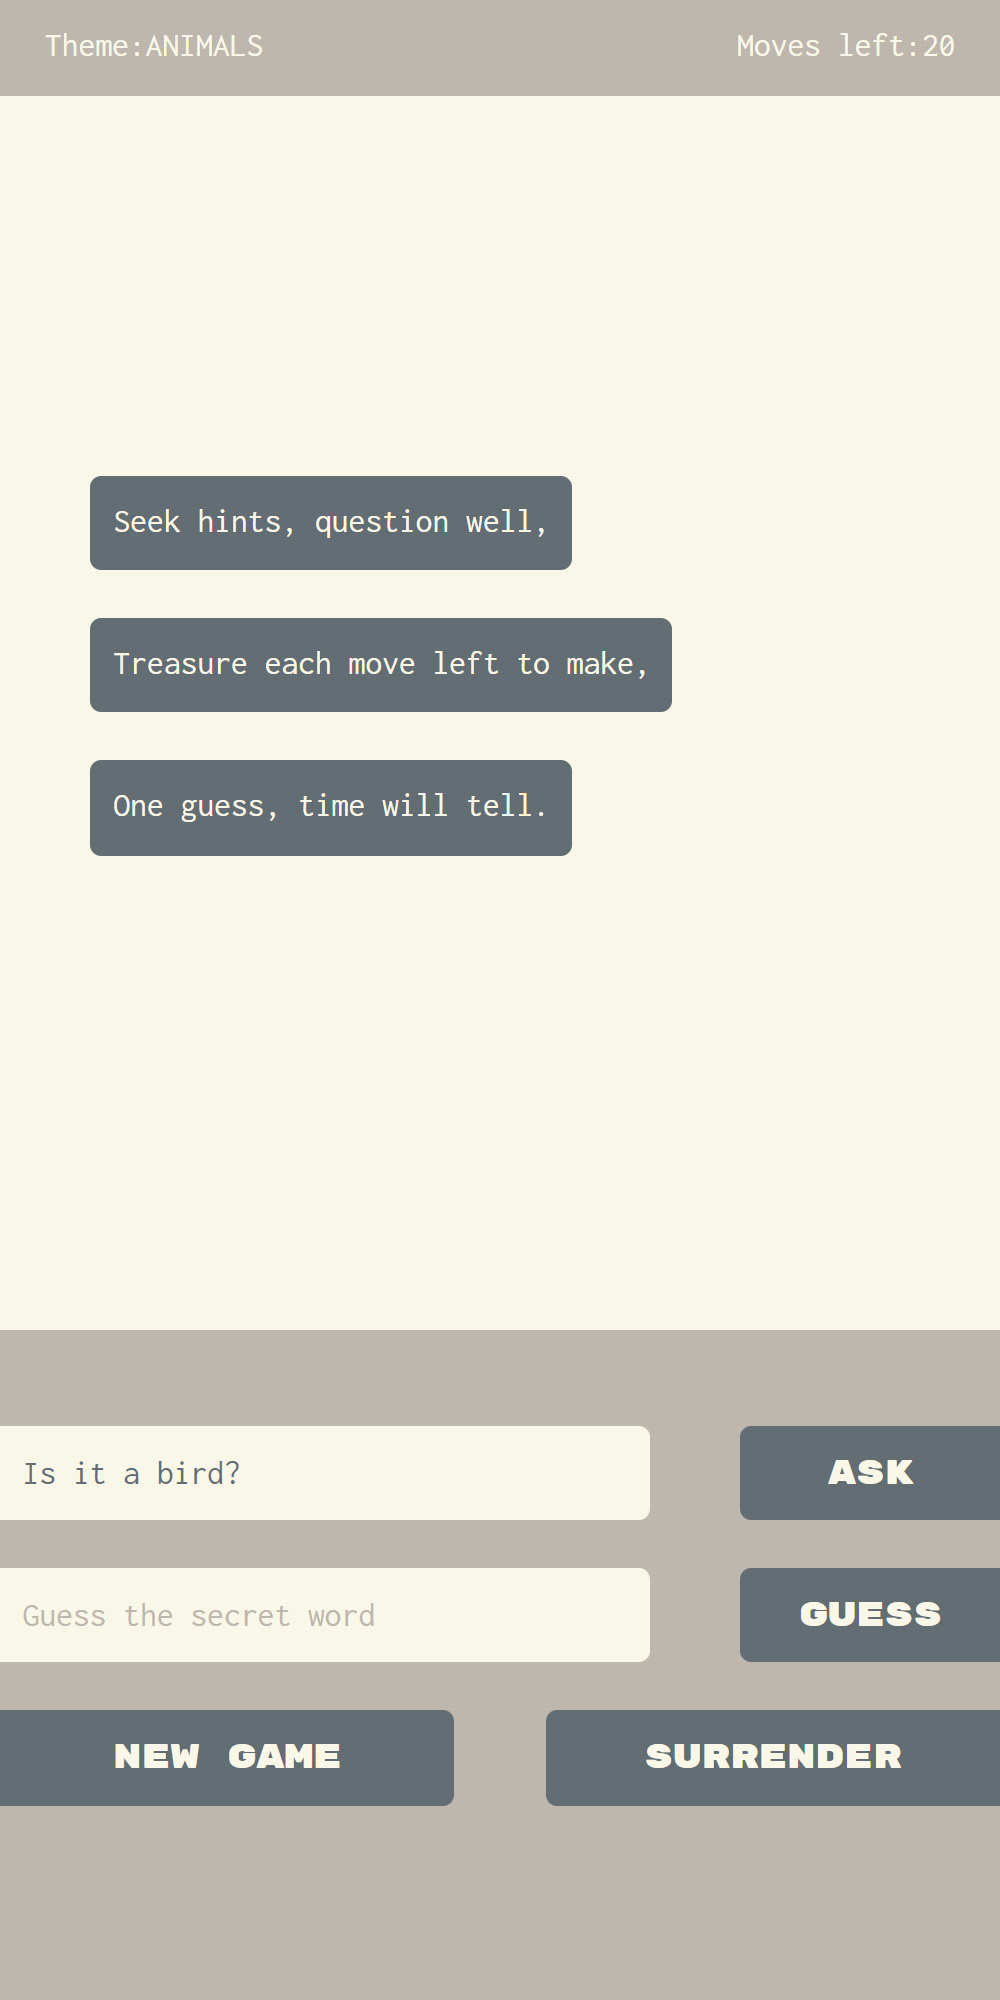 Theme:ANIMALS
Moves left:20
Seek hints, question well,
Treasure each move left to make,
One guess, time will tell.
Is it a bird?
ASK
Guess the secret word
GUESS
NEW GAME
SURRENDER